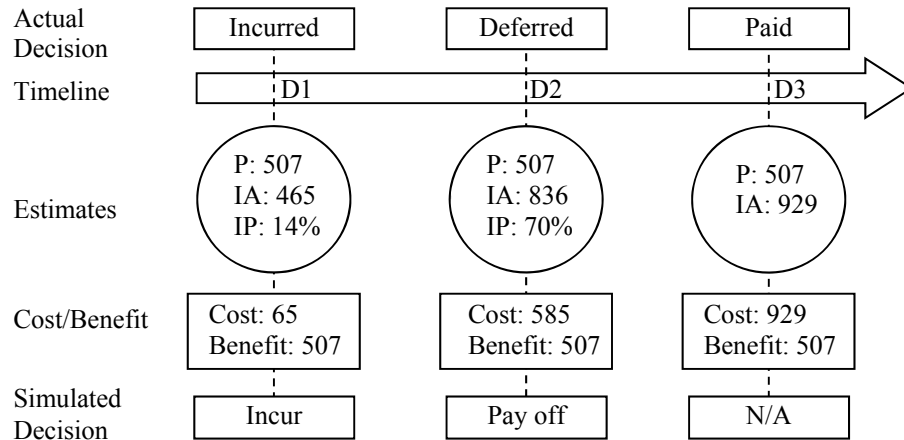 Actual
Decision
Incurred
Deferred
Paid
Timeline
D1
D2
D3
Estimates
P: 507
IA: 465
IP: 14%
P: 507
IA: 836
IP: 70%
P: 507
IA: 929
Cost/Benefit
Cost: 65
Benefit: 507
Cost: 585
Benefit: 507
Cost: 929
Benefit: 507
Simulated
Decision
Incur
Pay off
N/A